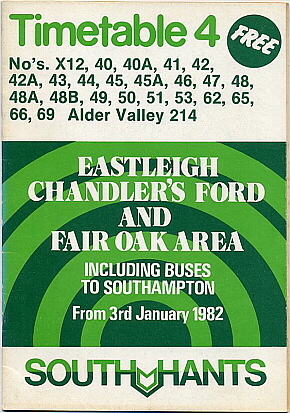 Timetable 4
FREE
No's. X12, 40, 40A, 41, 42,
42A, 43, 44, 45, 45A, 46, 47, 48,
48A, 48B, 49, 50, 51, 53, 62, 65,
66, 69 Alder Valley 214
EASTLEIGH
CHANDLER'S FORD
AND
FAIR OAK AREA
INCLUDING BUSES
TO SOUTHAMPTON
From 3rd January 1982
SOUTH HANTS